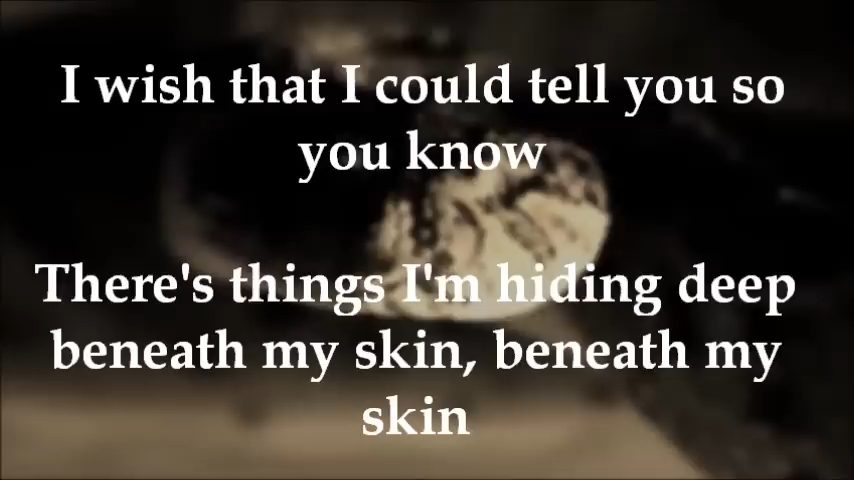 I wish that I could tell you so
you know
There's things I'm hiding deep
beneath my skin, beneath my
skin